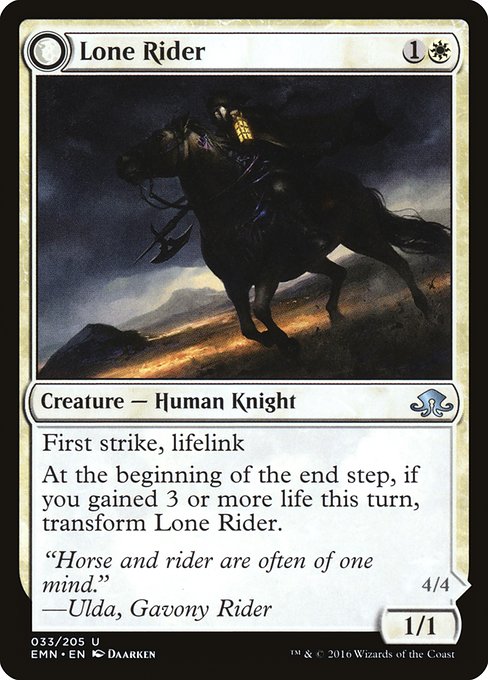 Lone Rider 1
Creature — Human Knight
First strike, lifelink
At the beginning of the end step, if
you gained 3 or more life this turn,
transform Lone Rider.
“Horse and rider are often of one
mind.”
—Ulda, Gavony Rider
4/4
1/1
033/205 U
EMN • EN Daarken
™ & © 2016 Wizards of the Coast